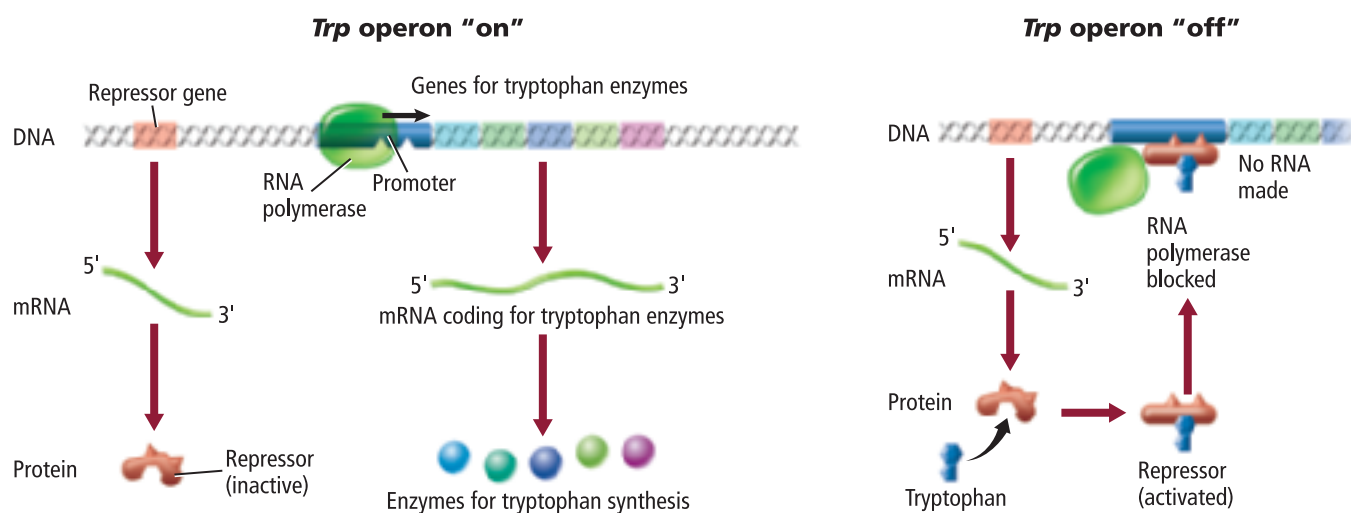 Trp operon "on"
Repressor gene
Genes for tryptophan enzymes
DNA
RNA
polymerase
Promoter
5'
3'
mRNA
5'
3'
mRNA coding for tryptophan enzymes
Protein
Repressor
(inactive)
Enzymes for tryptophan synthesis
Trp operon "off"
DNA
No RNA
made
RNA
polymerase
blocked
5'
3'
mRNA
Protein
Tryptophan
Repressor
(activated)